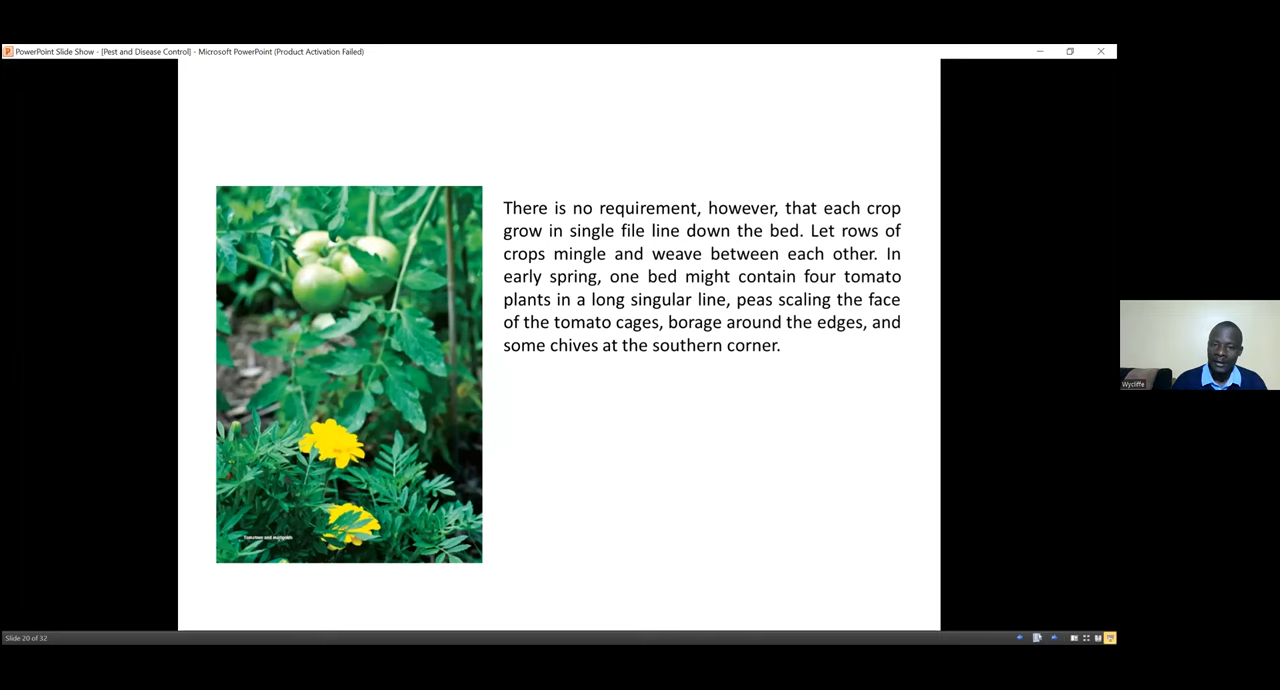 PowerPoint Slide Show - [Pest and Disease Control] - Microsoft PowerPoint (Product Activation Failed)
There is no requirement, however, that each crop
grow in single file line down the bed. Let rows of
crops mingle and weave between each other. In
early spring, one bed might contain four tomato
plants in a long singular line, peas scaling the face
of the tomato cages, borage around the edges, and
some chives at the southern corner.
Tomatoes and marigolds
Wycliffe
Slide 20 of 32